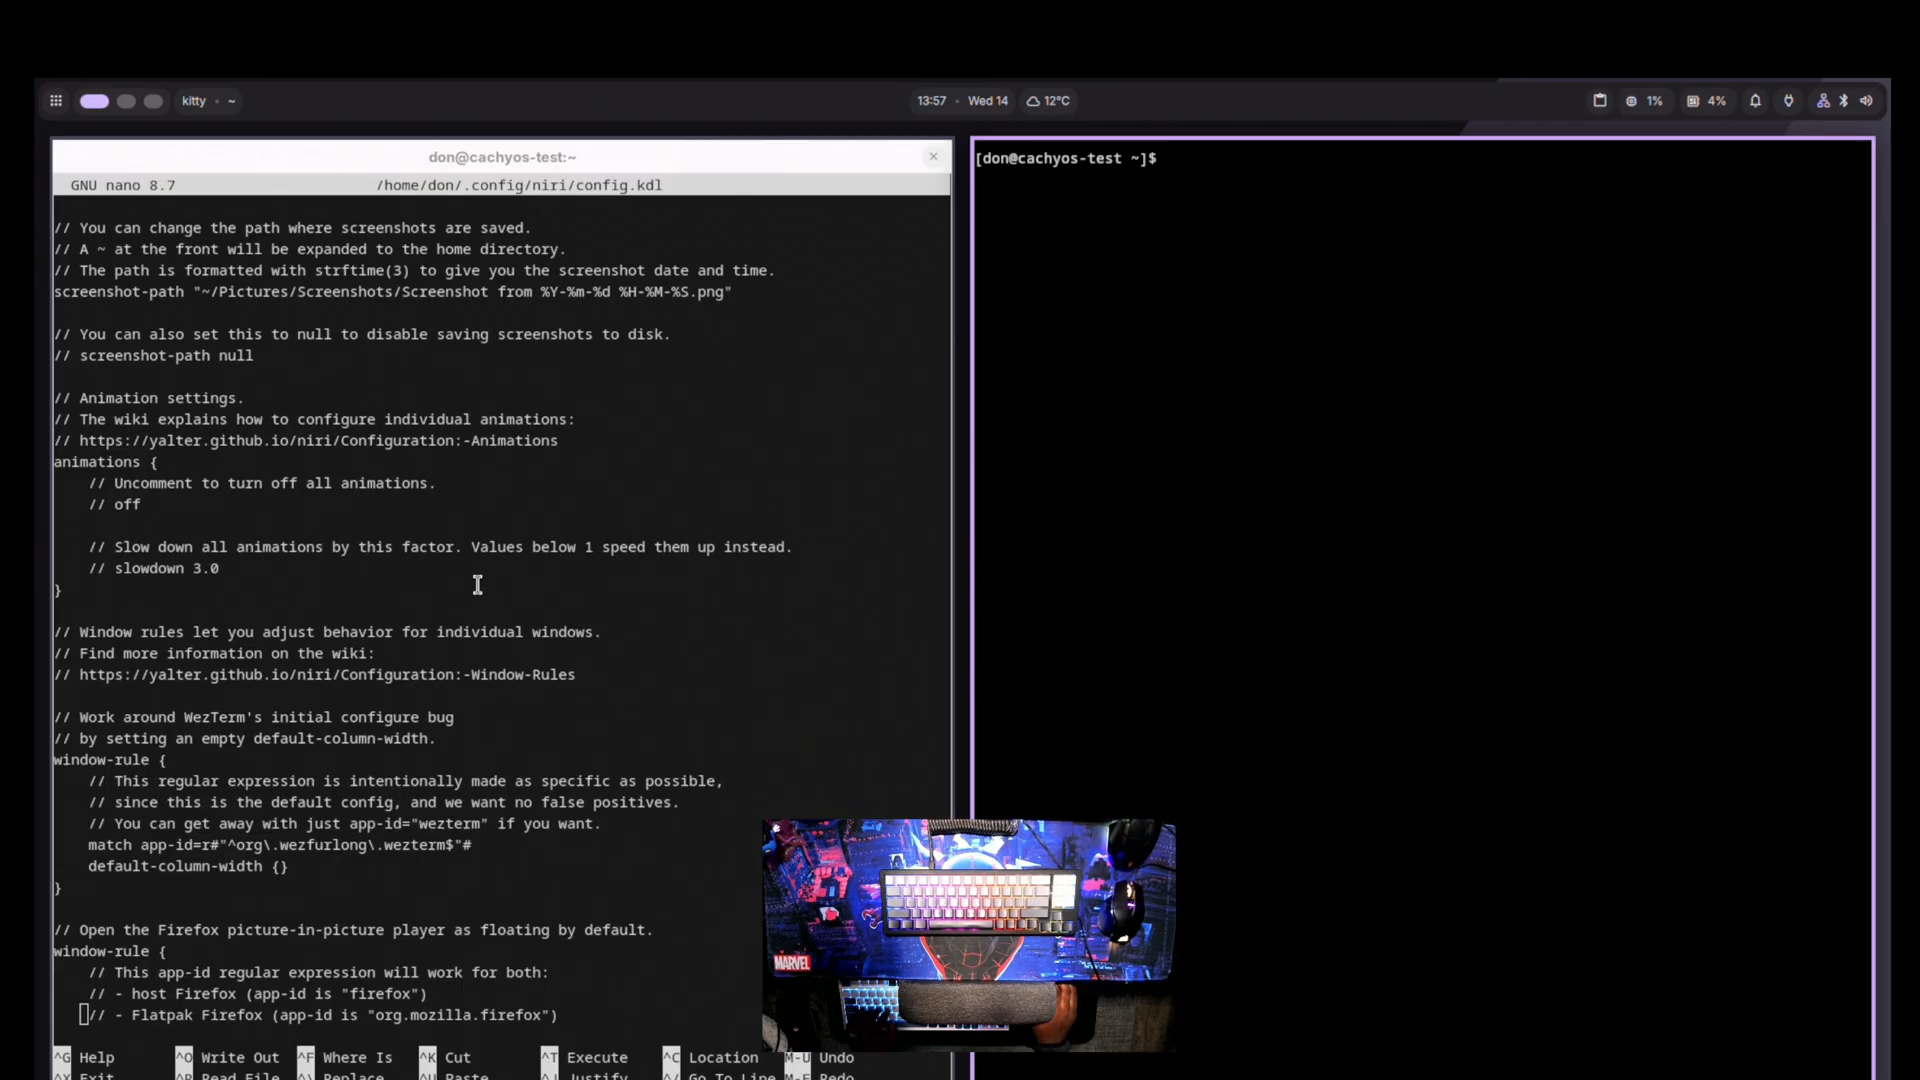 kitty · ~
13:57 · Wed 14
12°C
1%
4%
don@cachyos-test:~
GNU nano 8.7 /home/don/.config/niri/config.kdl
// You can change the path where screenshots are saved.
// A ~ at the front will be expanded to the home directory.
// The path is formatted with strftime(3) to give you the screenshot date and time.
screenshot-path "~/Pictures/Screenshots/Screenshot from %Y-%m-%d %H-%M-%S.png"
// You can also set this to null to disable saving screenshots to disk.
// screenshot-path null
// Animation settings.
// The wiki explains how to configure individual animations:
// https://yalter.github.io/niri/Configuration:-Animations
animations {
// Uncomment to turn off all animations.
// off
// Slow down all animations by this factor. Values below 1 speed them up instead.
// slowdown 3.0
}
// Window rules let you adjust behavior for individual windows.
// Find more information on the wiki:
// https://yalter.github.io/niri/Configuration:-Window-Rules
// Work around WezTerm's initial configure bug
// by setting an empty default-column-width.
window-rule {
// This regular expression is intentionally made as specific as possible,
// since this is the default config, and we want no false positives.
// You can get away with just app-id="wezterm" if you want.
match app-id=r#"^org\.wezfurlong\.wezterm$"#
default-column-width {}
}
// Open the Firefox picture-in-picture player as floating by default.
window-rule {
// This app-id regular expression will work for both:
// - host Firefox (app-id is "firefox")
// - Flatpak Firefox (app-id is "org.mozilla.firefox")
^G Help ^O Write Out ^F Where Is ^K Cut ^T Execute ^C Location M-U Undo
^X Exit ^R Read File ^\ Replace ^U Paste ^J Justify ^/ Go To Line M-E Redo
[don@cachyos-test ~]$
MARVEL